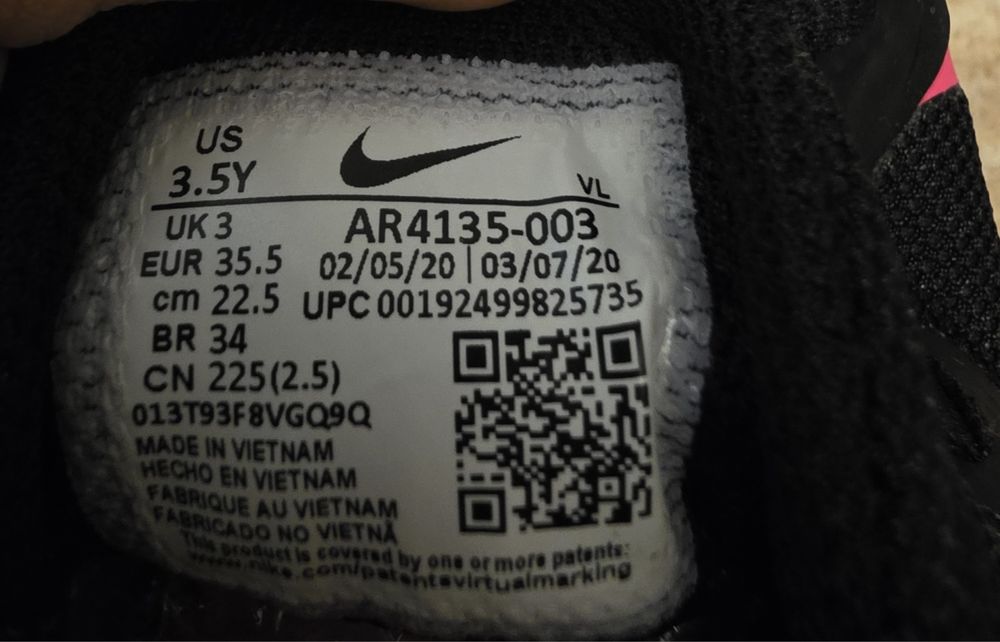 US
3.5Y
VL
UK 3
AR4135-003
EUR 35.5
02/05/20 | 03/07/20
cm 22.5
UPC 00192499825735
BR 34
CN 225(2.5)
013T93F8VGQ9Q
MADE IN VIETNAM
HECHO EN VIETNAM
FABRIQUE AU VIETNAM
FABRICADO NO VIETNÃ
This product is covered by one or more patents:
www.nike.com/patentsvirtualmarking